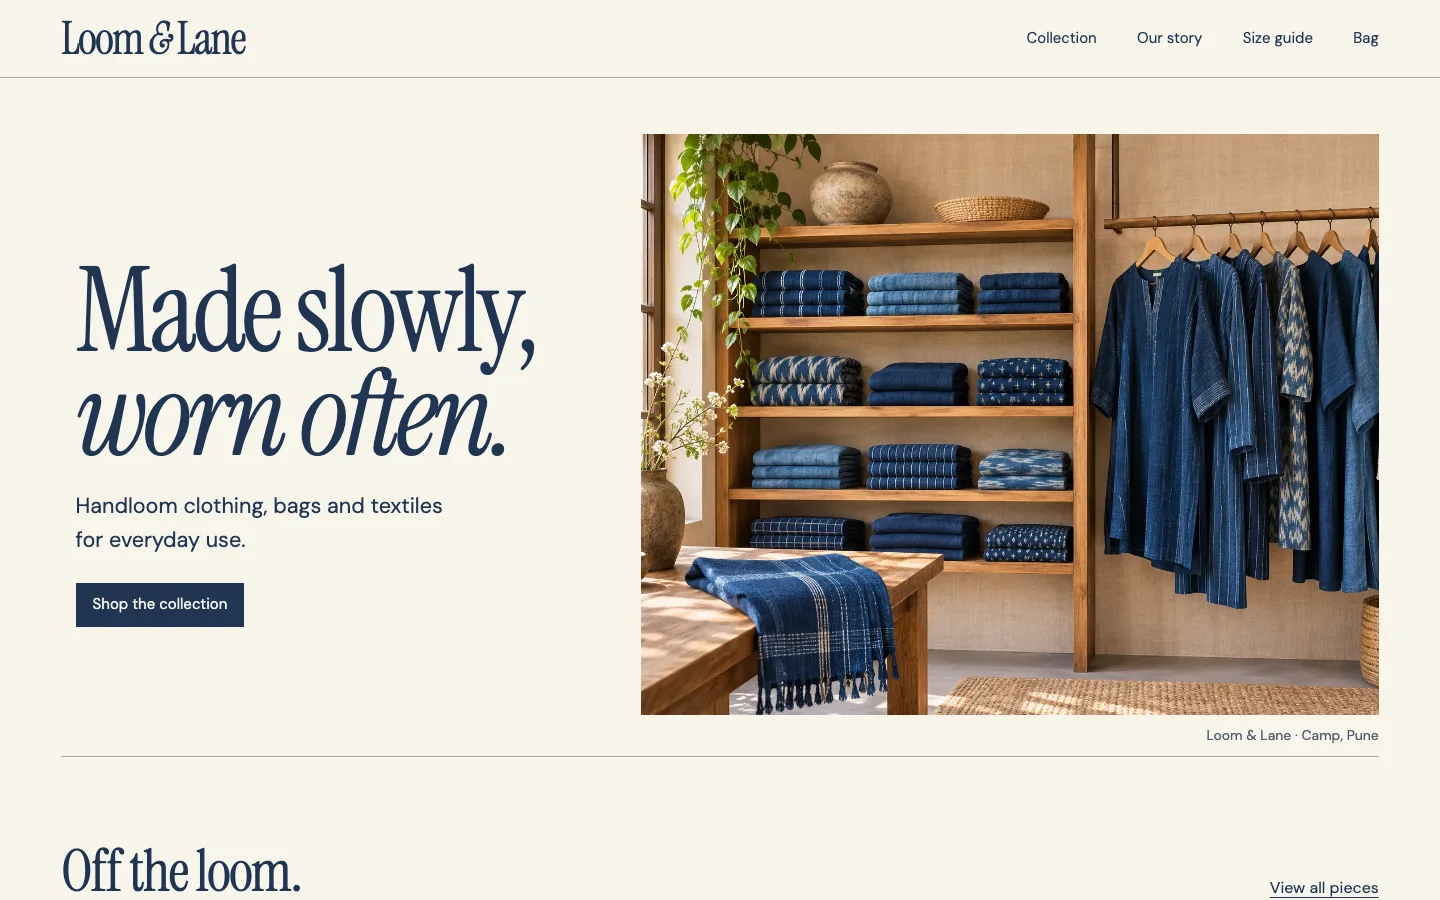 Loom & Lane
Collection
Our story
Size guide
Bag
Made slowly,
worn often.
Handloom clothing, bags and textiles
for everyday use.
Shop the collection
Loom & Lane · Camp, Pune
Off the loom.
View all pieces